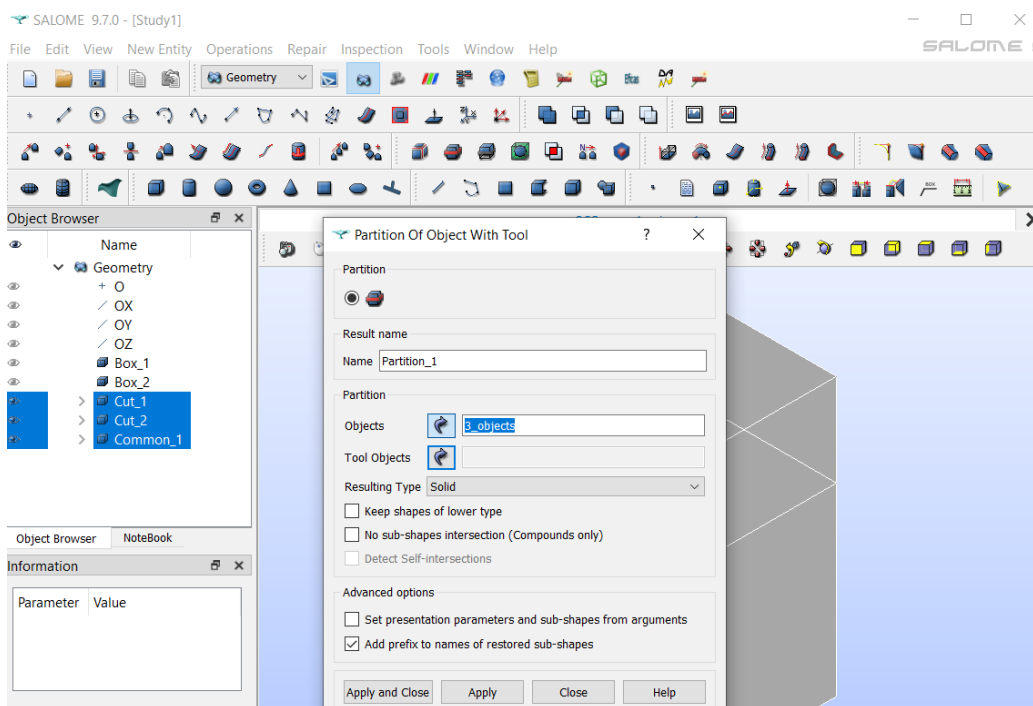 SALOME 9.7.0 - [Study1]
File Edit View New Entity Operations Repair Inspection Tools Window Help
SALOME
Geometry
Object Browser
Name
Geometry
O
OX
OY
OZ
Box_1
Box_2
Cut_1
Cut_2
Common_1
Object Browser NoteBook
Information
Parameter Value
Partition Of Object With Tool ?
Partition
Result name
Name Partition_1
Partition
Objects 3_objects
Tool Objects
Resulting Type Solid
Keep shapes of lower type
No sub-shapes intersection (Compounds only)
Detect Self-intersections
Advanced options
Set presentation parameters and sub-shapes from arguments
Add prefix to names of restored sub-shapes
Apply and Close Apply Close Help